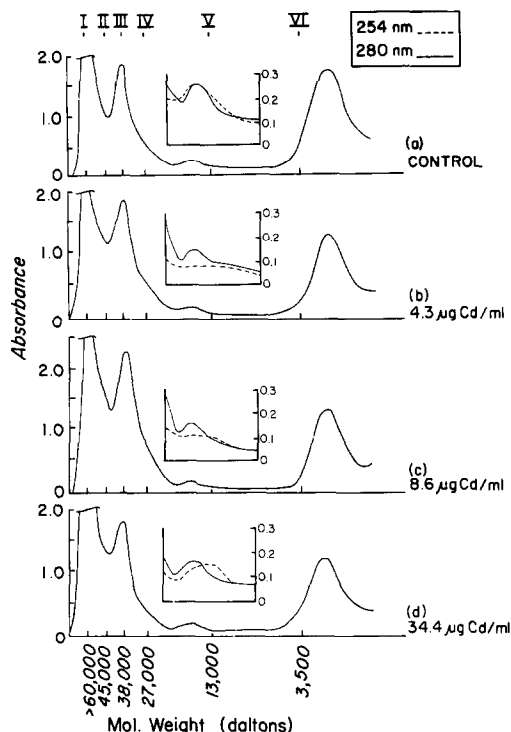 I II III IV V VI
254 nm
280 nm
Absorbance
2.0
1.0
0
0.3
0.2
0.1
0
(a)
CONTROL
2.0
1.0
0
0.3
0.2
0.1
0
(b)
4.3 µg Cd/ml
2.0
1.0
0
0.3
0.2
0.1
0
(c)
8.6 µg Cd/ml
2.0
1.0
0
0.3
0.2
0.1
0
(d)
34.4 µg Cd/ml
>60,000
45,000
38,000
27,000
13,000
3,500
Mol. Weight (daltons)